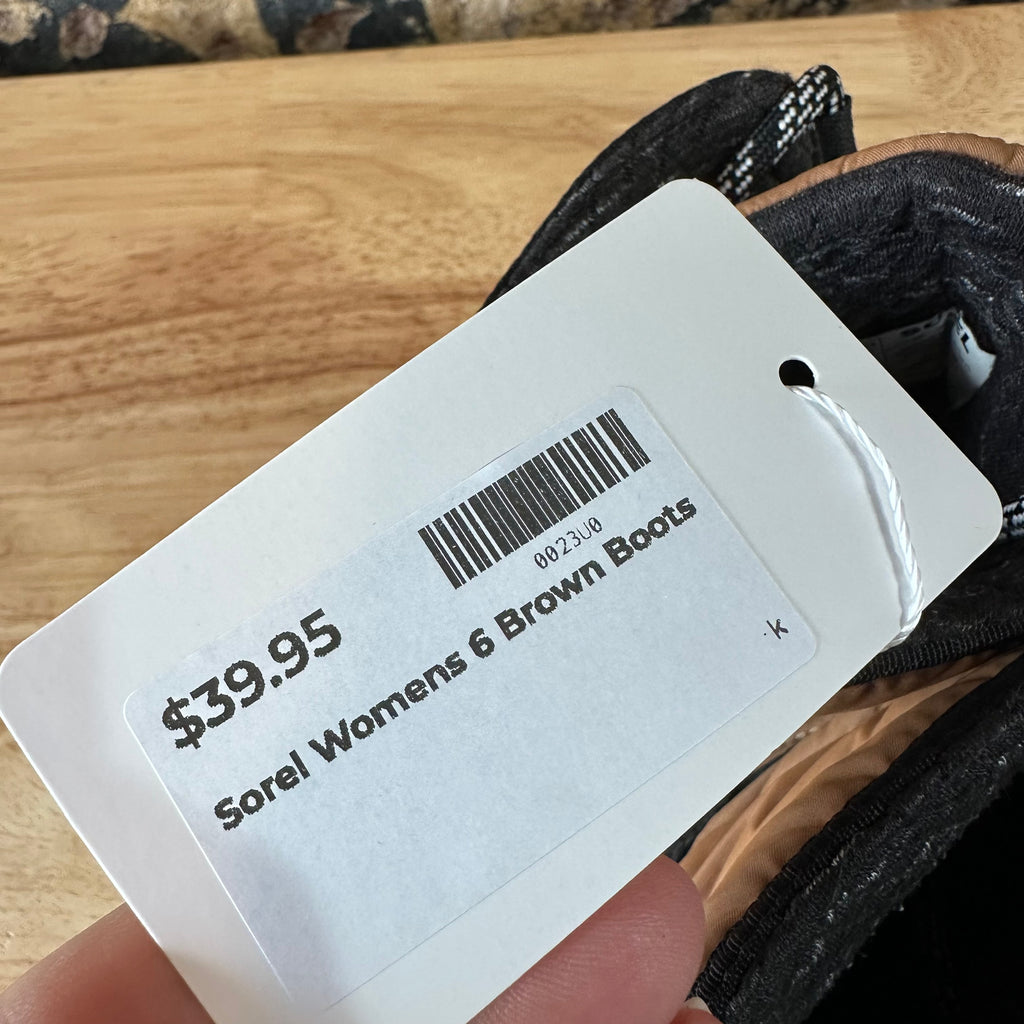 0023U0
$39.95
Sorel Womens 6 Brown Boots
k